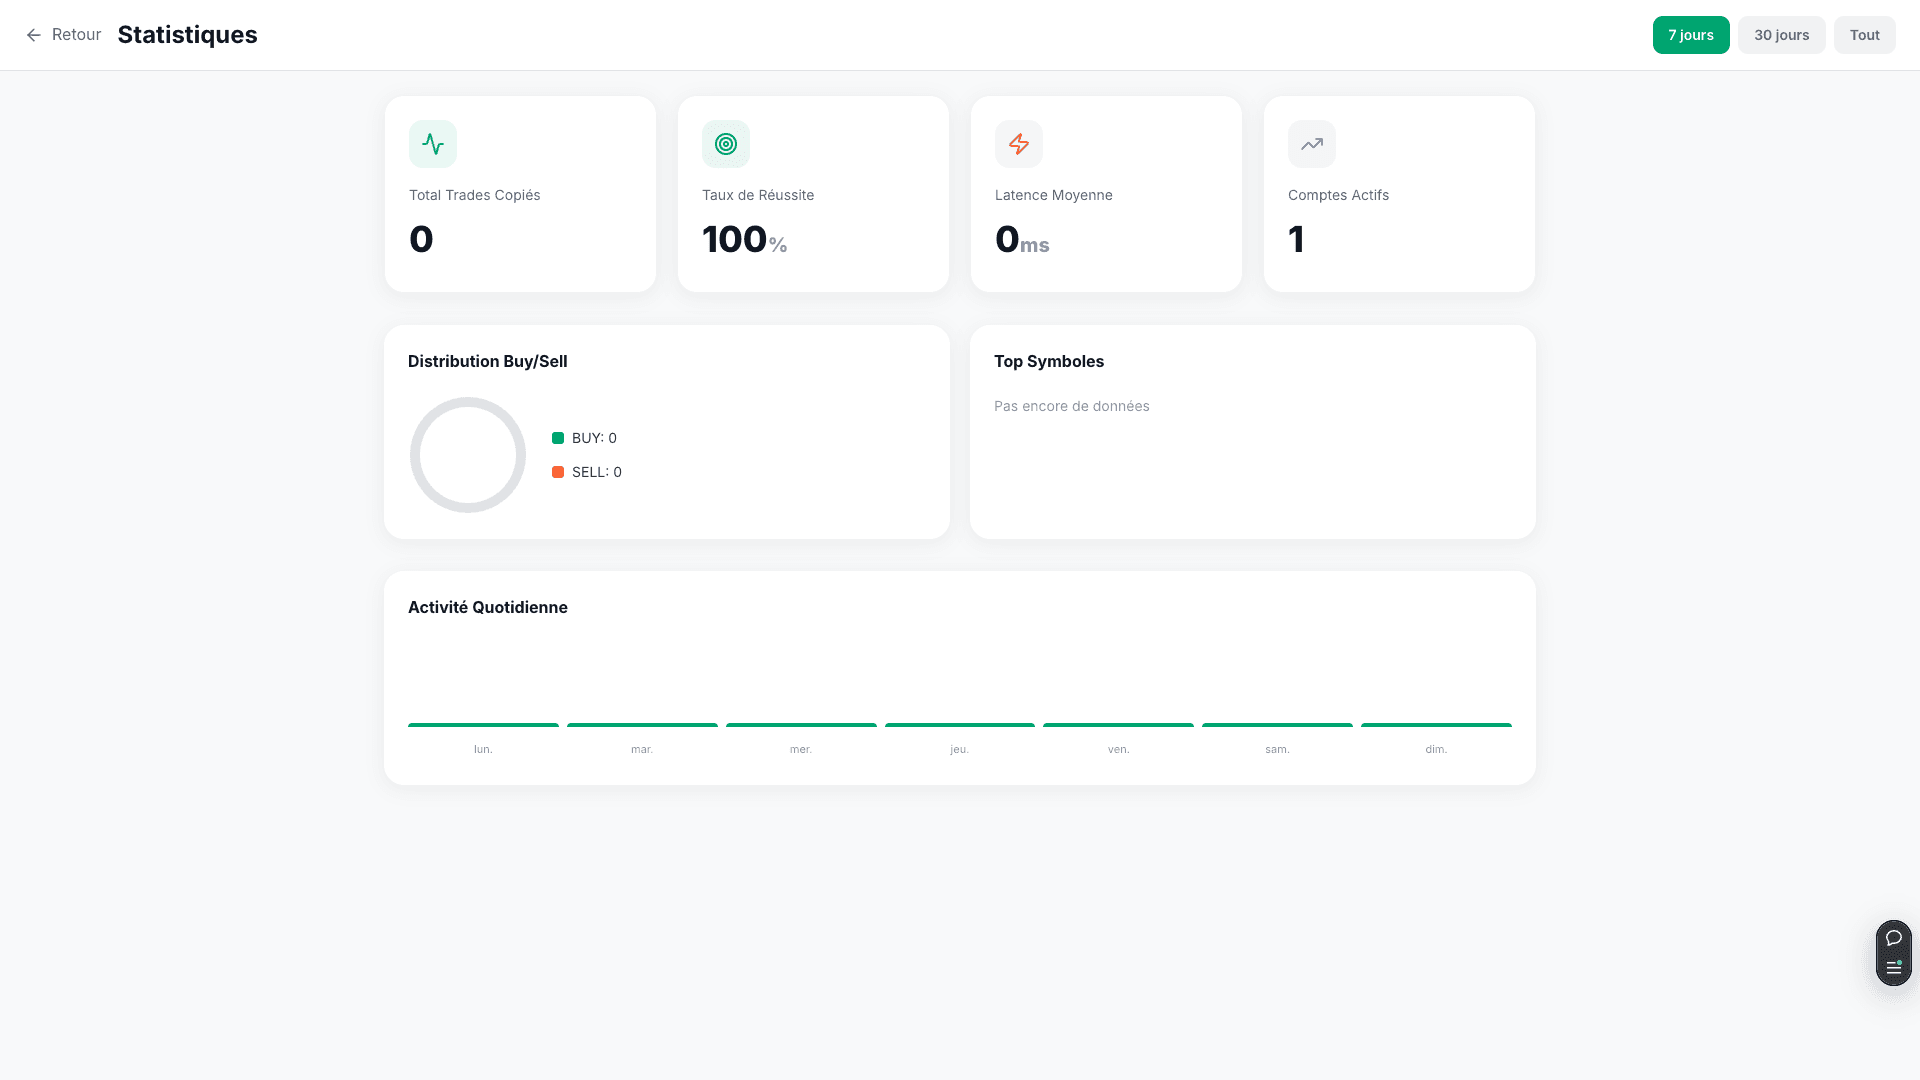 Retour
Statistiques
7 jours
30 jours
Tout
Total Trades Copiés
0
Taux de Réussite
100%
Latence Moyenne
0ms
Comptes Actifs
1
Distribution Buy/Sell
BUY: 0
SELL: 0
Top Symboles
Pas encore de données
Activité Quotidienne
lun.
mar.
mer.
jeu.
ven.
sam.
dim.